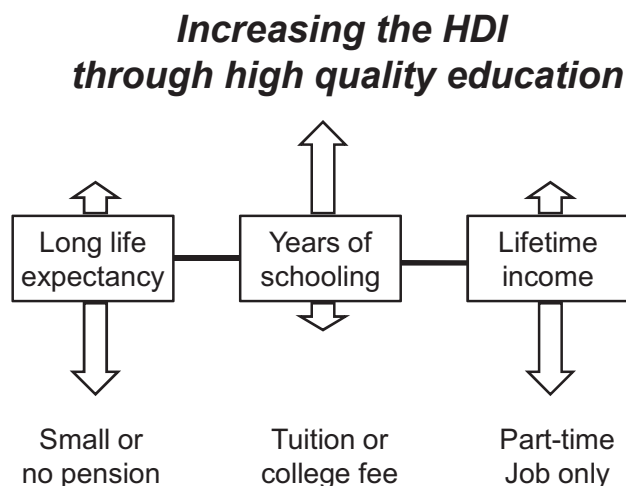 Increasing the HDI
through high quality education
Long life
expectancy
Years of
schooling
Lifetime
income
Small or
no pension
Tuition or
college fee
Part-time
Job only